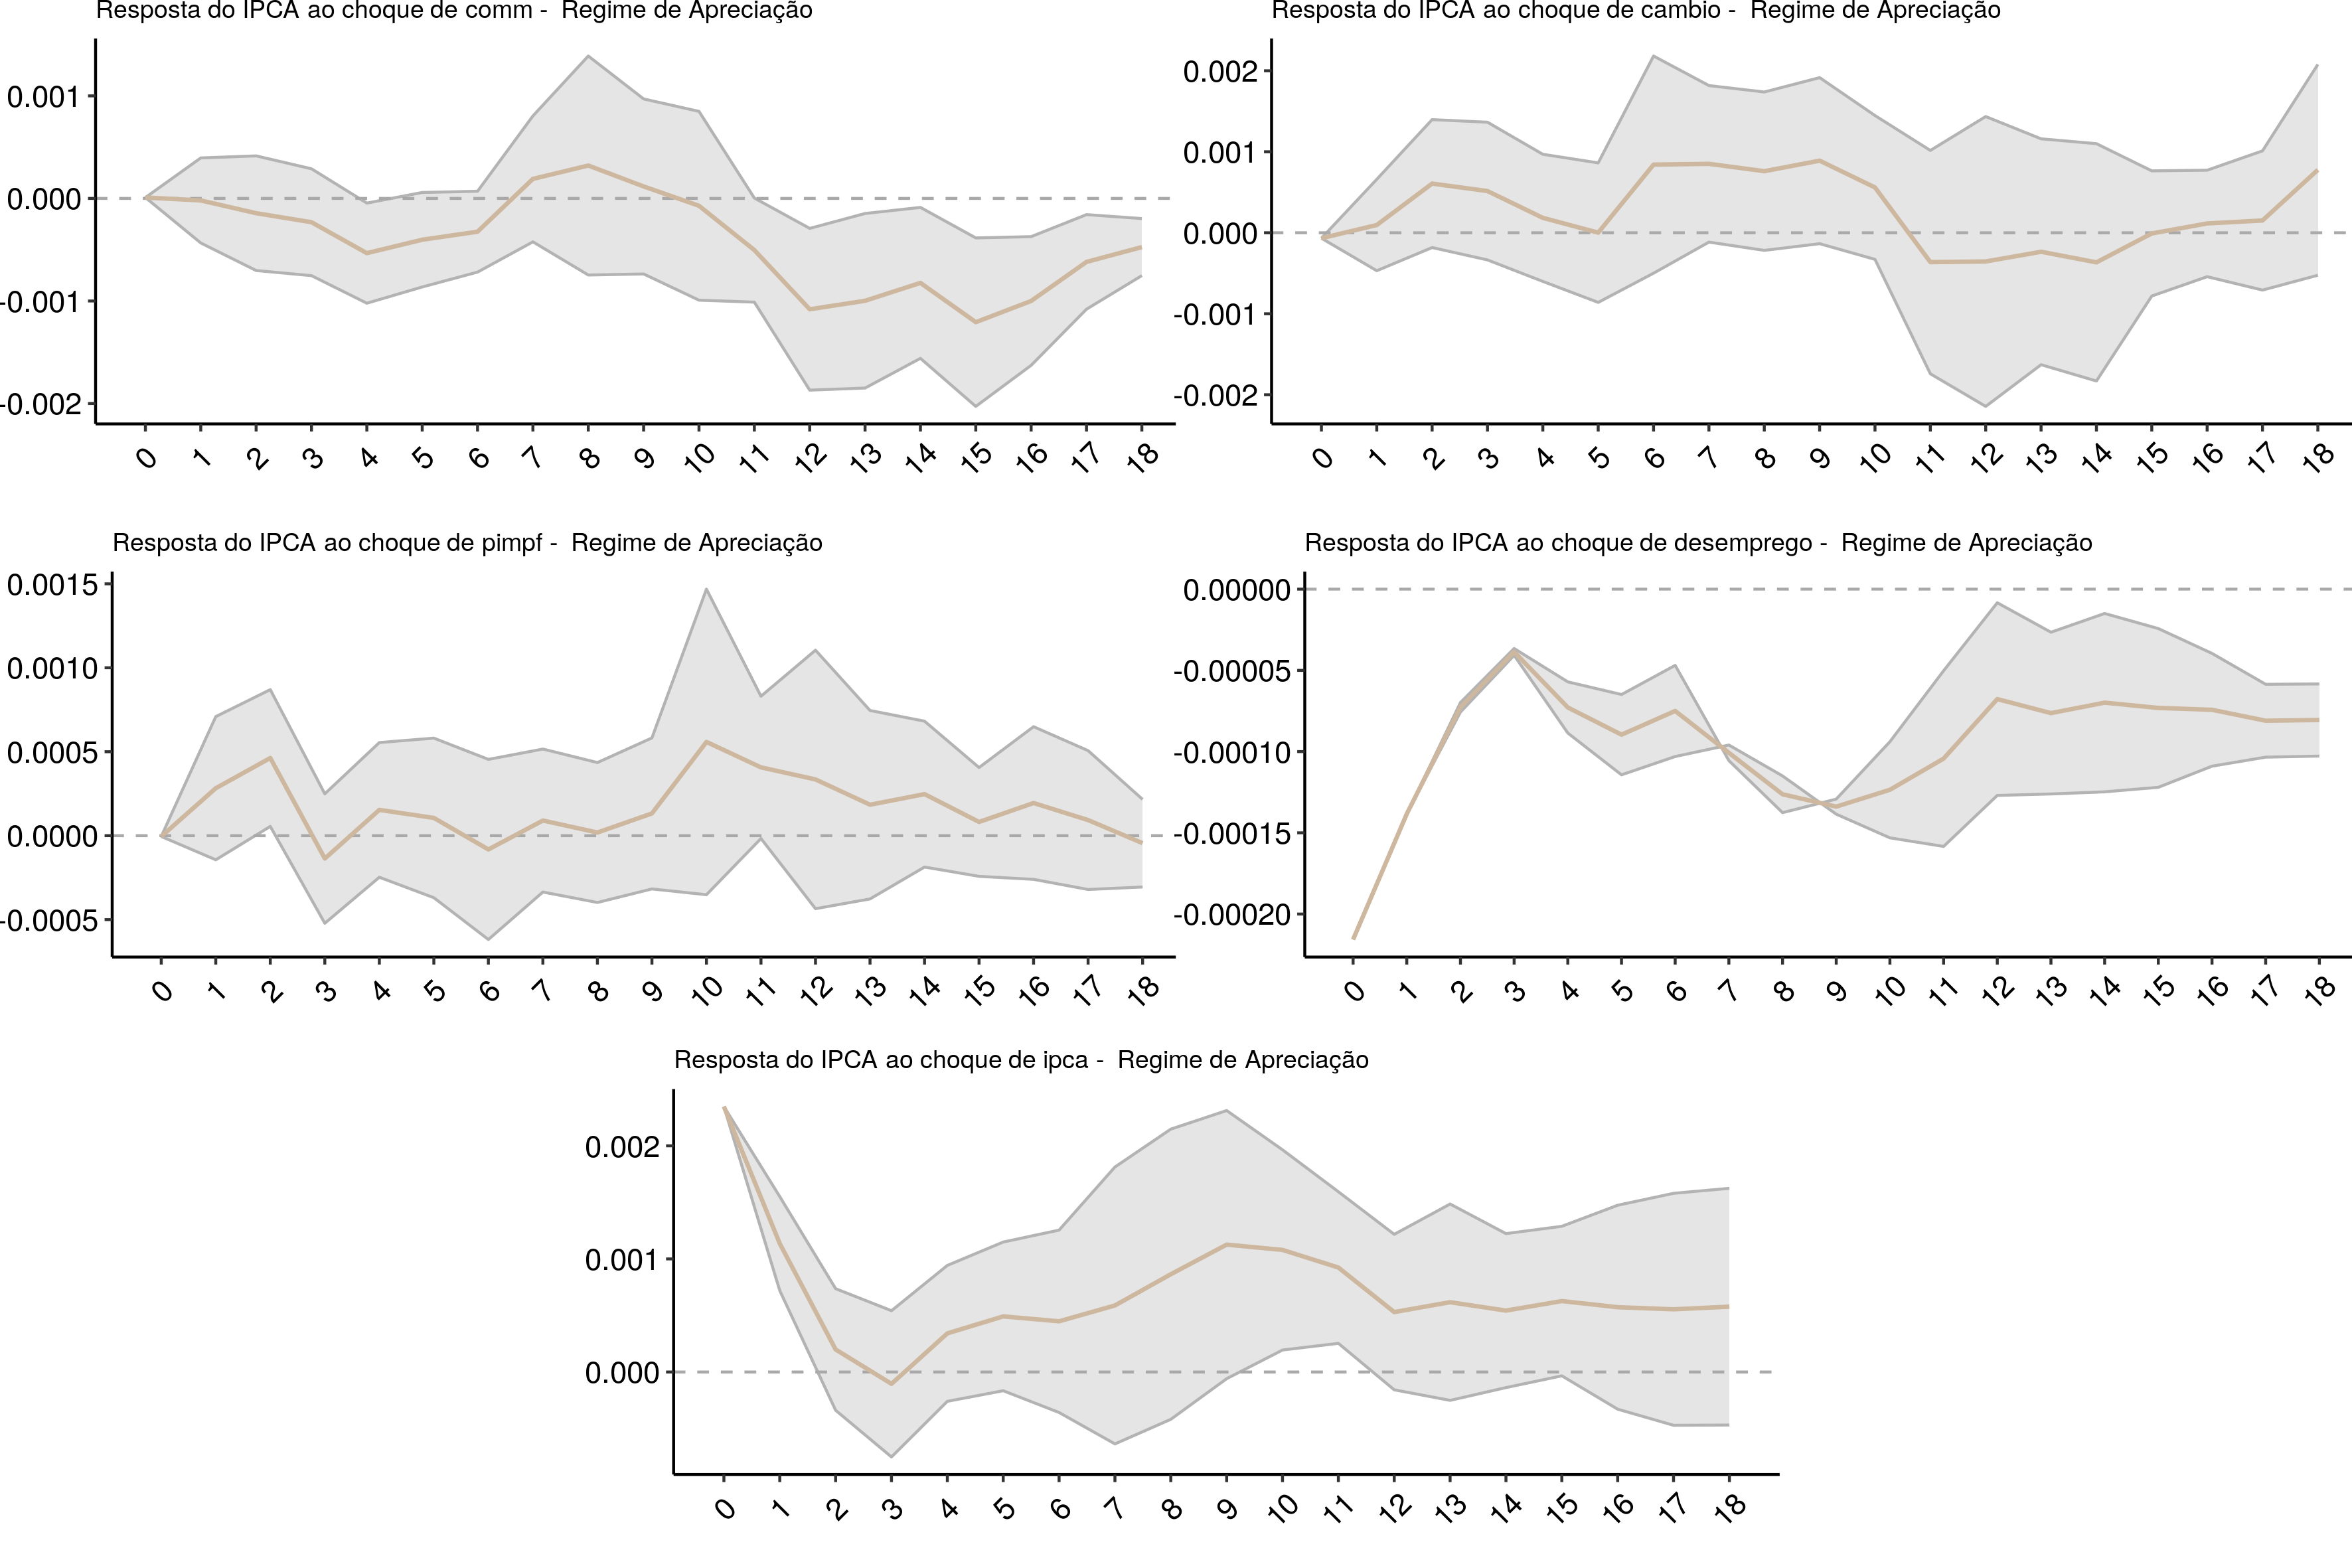 Resposta do IPCA ao choque de comm -  Regime de Apreciação
0.001
0.000
-0.001
-0.002
0 1 2 3 4 5 6 7 8 9 10 11 12 13 14 15 16 17 18
Resposta do IPCA ao choque de cambio -  Regime de Apreciação
0.002
0.001
0.000
-0.001
-0.002
0 1 2 3 4 5 6 7 8 9 10 11 12 13 14 15 16 17 18
Resposta do IPCA ao choque de pimpf -  Regime de Apreciação
0.0015
0.0010
0.0005
0.0000
-0.0005
0 1 2 3 4 5 6 7 8 9 10 11 12 13 14 15 16 17 18
Resposta do IPCA ao choque de desemprego -  Regime de Apreciação
0.00000
-0.00005
-0.00010
-0.00015
-0.00020
0 1 2 3 4 5 6 7 8 9 10 11 12 13 14 15 16 17 18
Resposta do IPCA ao choque de ipca -  Regime de Apreciação
0.002
0.001
0.000
0 1 2 3 4 5 6 7 8 9 10 11 12 13 14 15 16 17 18